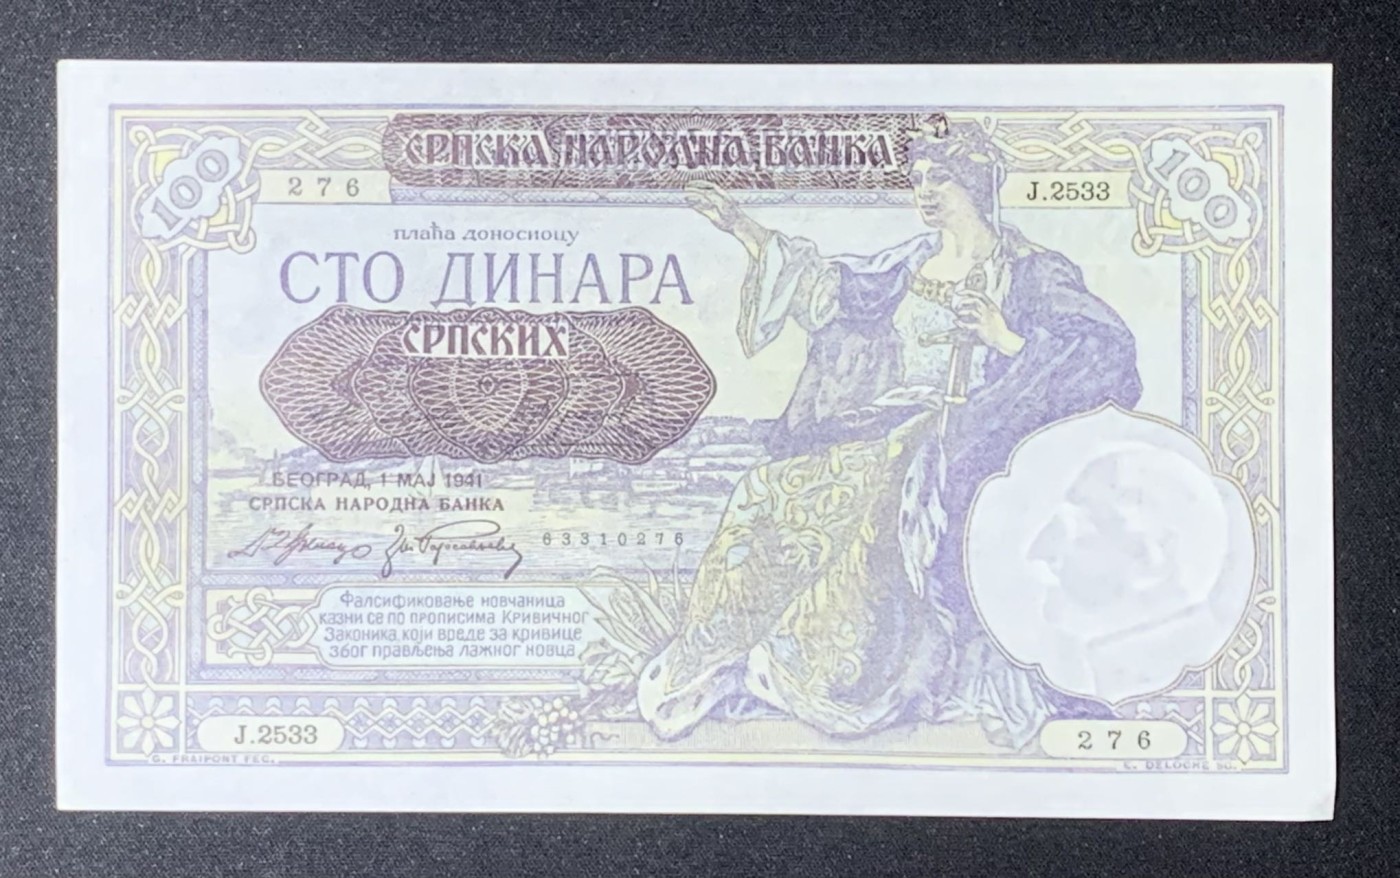 СРПСКА НАРОДНА БАНКА
100
276
J.2533
100
плаћа доносиоцу
СТО ДИНАРА
СРПСКИХ
БЕОГРАД, 1 МАЈ 1941
СРПСКА НАРОДНА БАНКА
63310276
Фалсификовање новчаница
казни се по прописима Кривичног
Законика, који вреде за кривице
због прављења лажног новца
J.2533
276
G. FRAIPONT FEC.
E. DELOCHE SC.